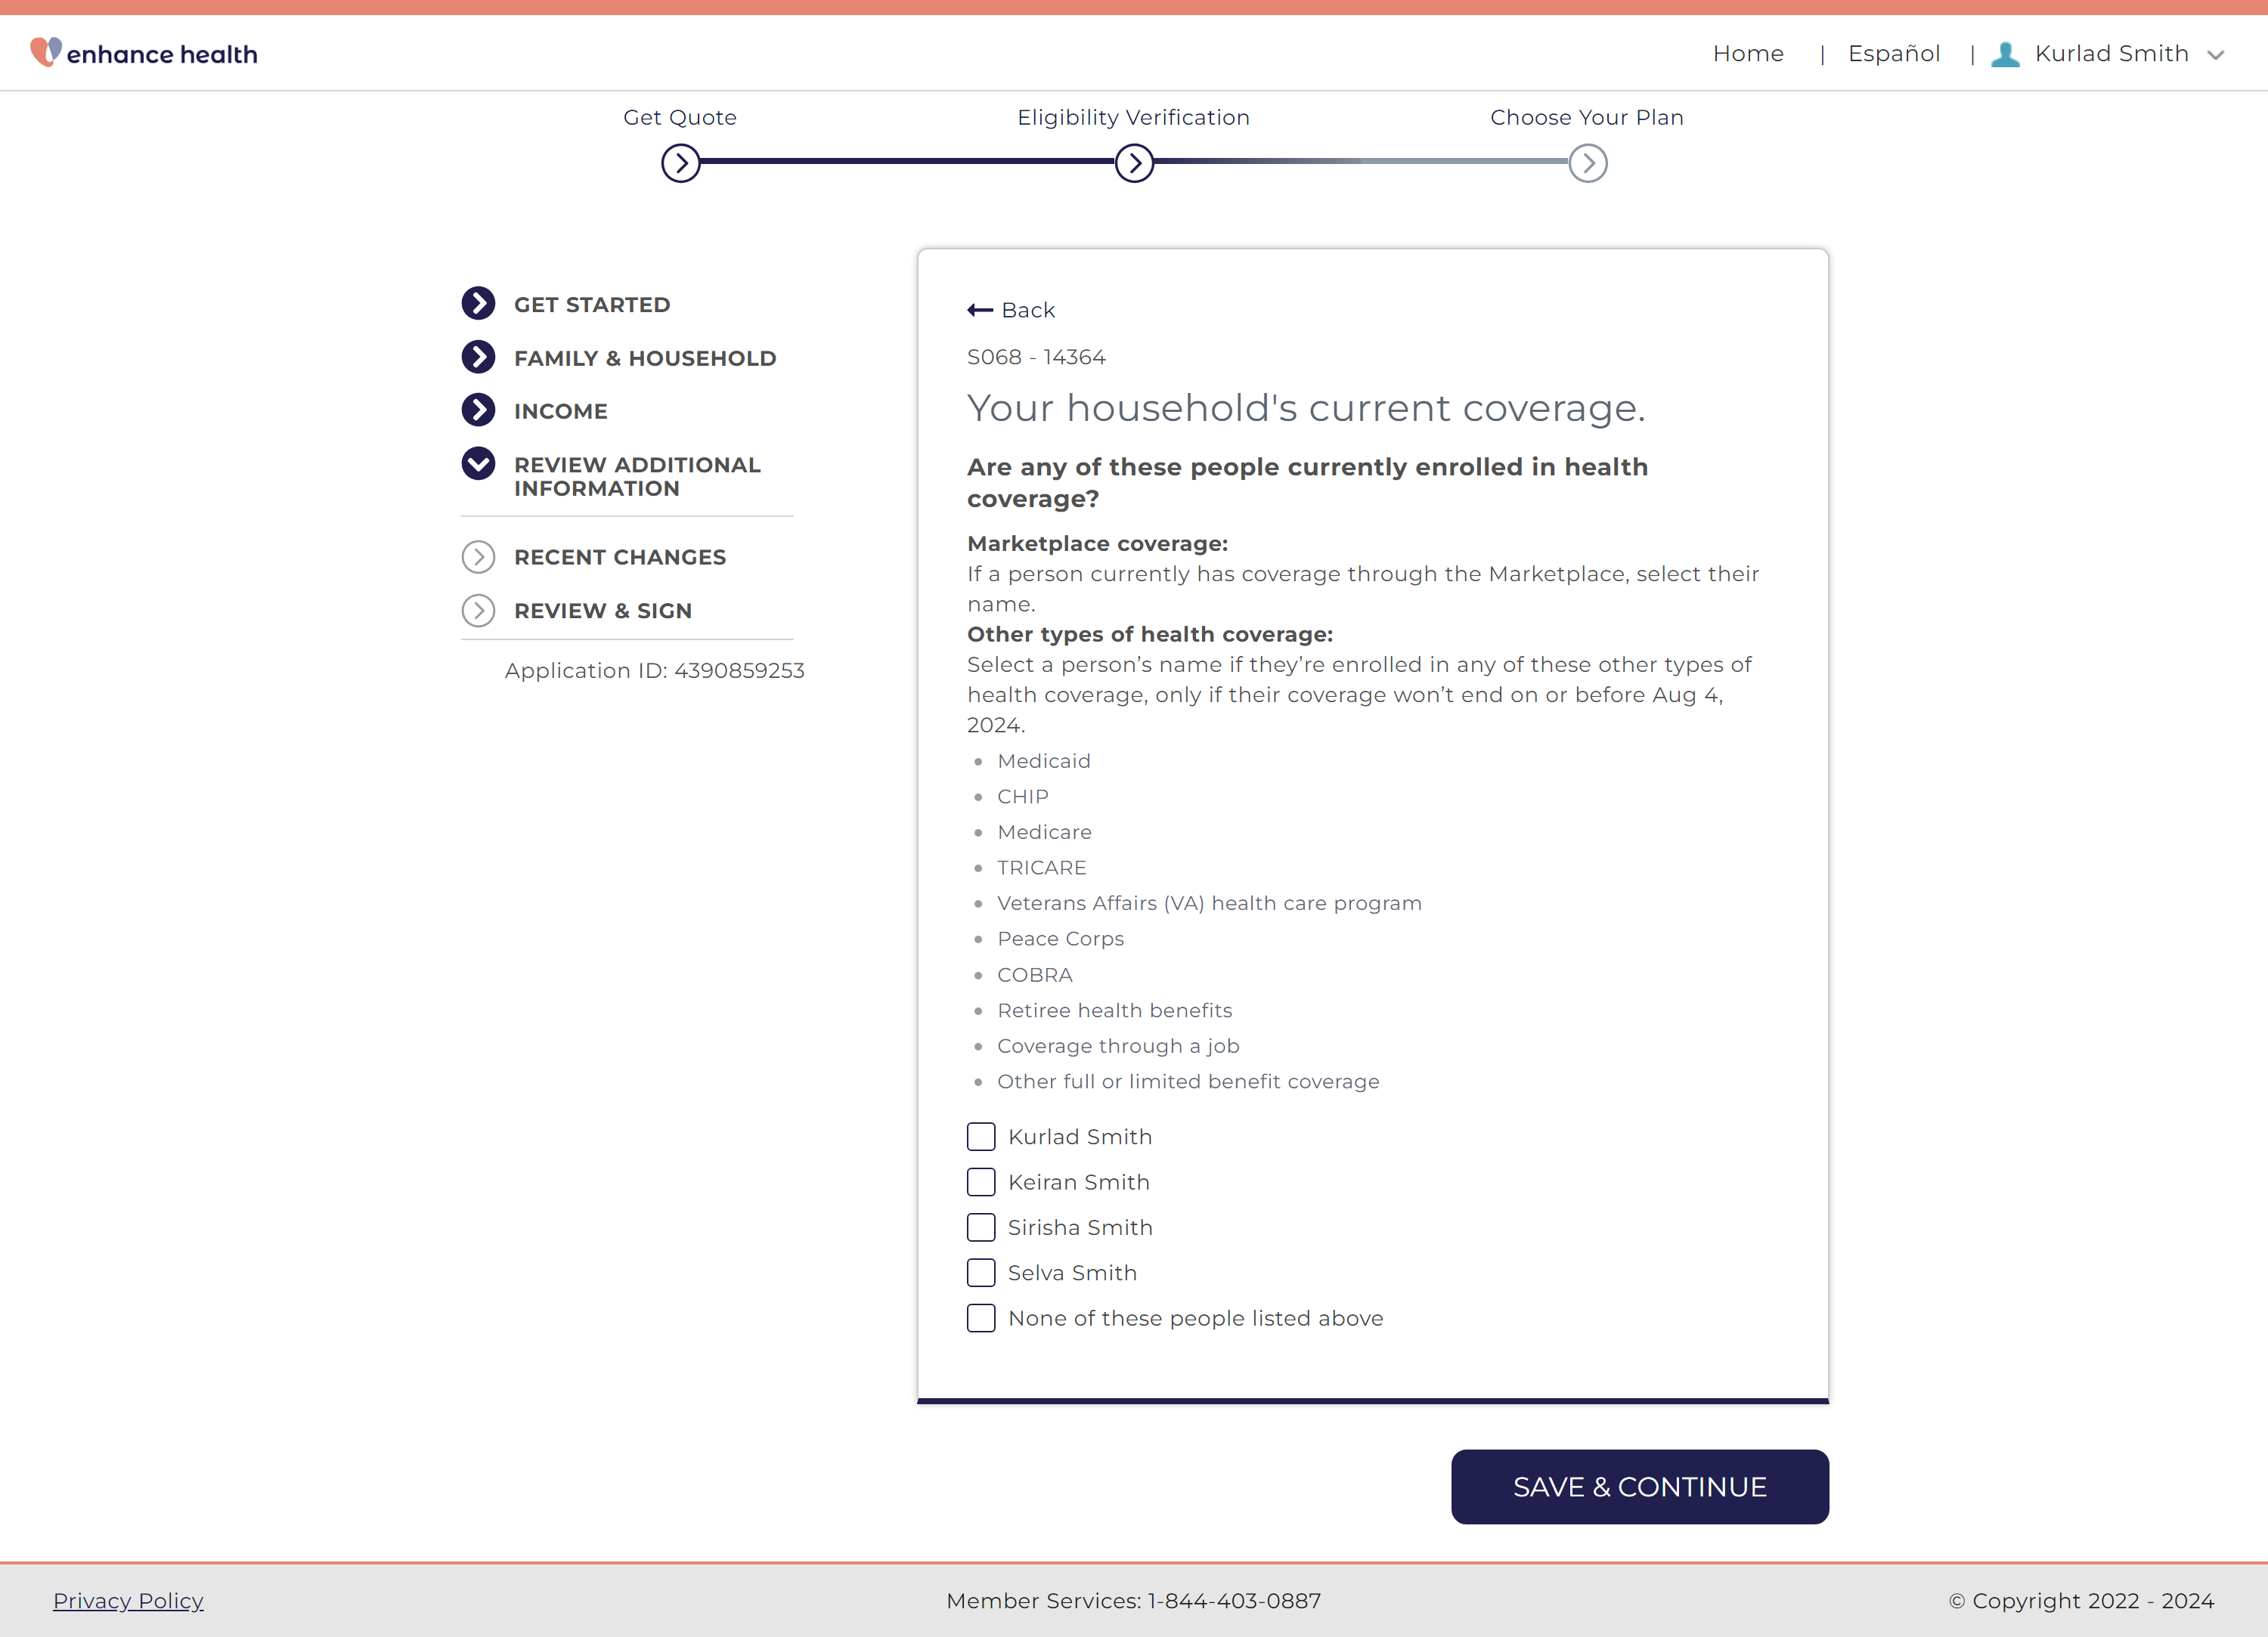 enhance health
Home | Español | Kurlad Smith
Get Quote
Eligibility Verification
Choose Your Plan
GET STARTED
FAMILY & HOUSEHOLD
INCOME
REVIEW ADDITIONAL
INFORMATION
RECENT CHANGES
REVIEW & SIGN
Application ID: 4390859253
Back
S068 - 14364
Your household's current coverage.
Are any of these people currently enrolled in health
coverage?
Marketplace coverage:
If a person currently has coverage through the Marketplace, select their
name.
Other types of health coverage:
Select a person’s name if they’re enrolled in any of these other types of
health coverage, only if their coverage won’t end on or before Aug 4,
2024.
• Medicaid
• CHIP
• Medicare
• TRICARE
• Veterans Affairs (VA) health care program
• Peace Corps
• COBRA
• Retiree health benefits
• Coverage through a job
• Other full or limited benefit coverage
Kurlad Smith
Keiran Smith
Sirisha Smith
Selva Smith
None of these people listed above
SAVE & CONTINUE
Privacy Policy
Member Services: 1-844-403-0887
© Copyright 2022 - 2024